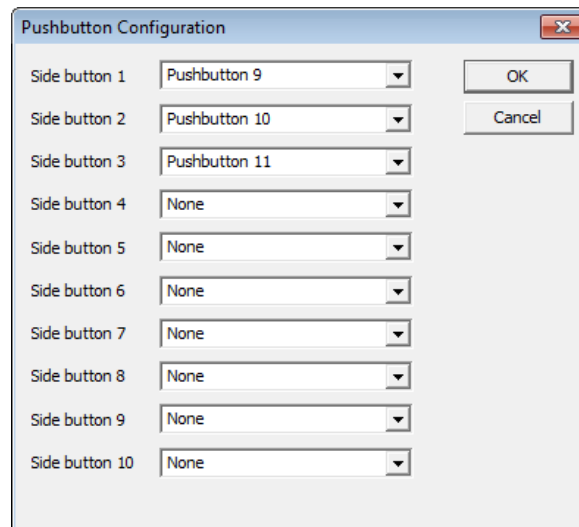 Pushbutton Configuration
Side button 1 Pushbutton 9 OK
Side button 2 Pushbutton 10 Cancel
Side button 3 Pushbutton 11
Side button 4 None
Side button 5 None
Side button 6 None
Side button 7 None
Side button 8 None
Side button 9 None
Side button 10 None